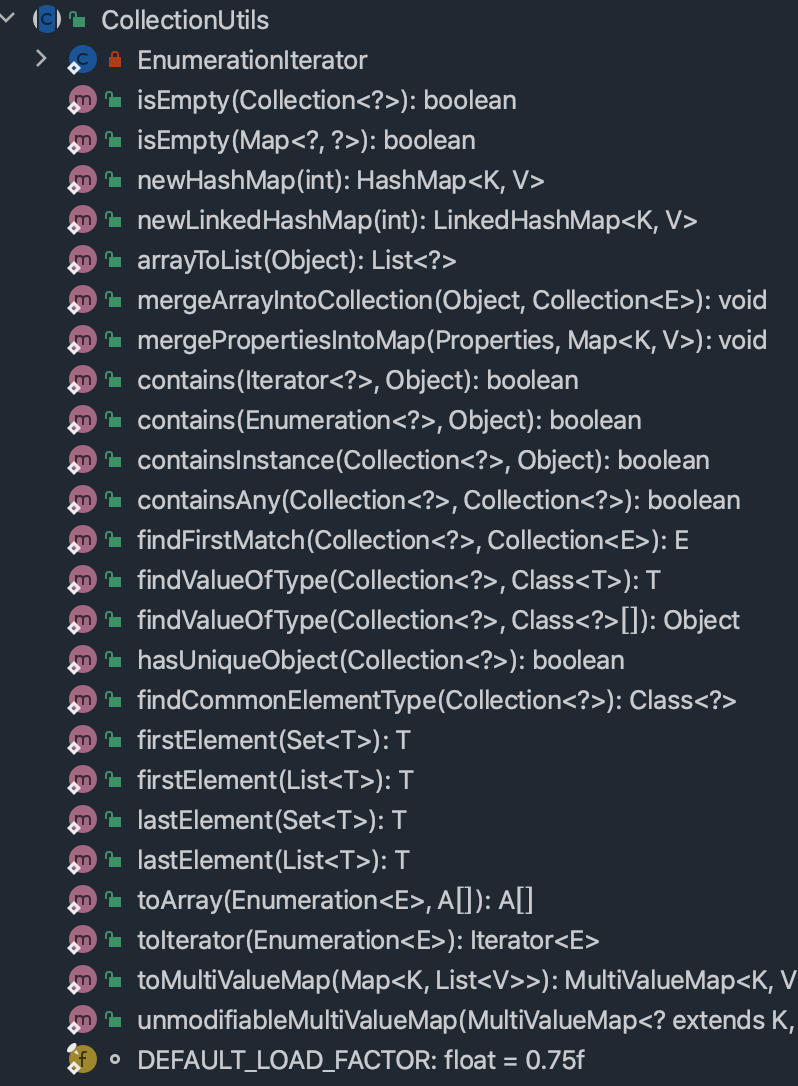 CollectionUtils
EnumerationIterator
isEmpty(Collection<?>): boolean
isEmpty(Map<?, ?>): boolean
newHashMap(int): HashMap<K, V>
newLinkedHashMap(int): LinkedHashMap<K, V>
arrayToList(Object): List<?>
mergeArrayIntoCollection(Object, Collection<E>): void
mergePropertiesIntoMap(Properties, Map<K, V>): void
contains(Iterator<?>, Object): boolean
contains(Enumeration<?>, Object): boolean
containsInstance(Collection<?>, Object): boolean
containsAny(Collection<?>, Collection<?>): boolean
findFirstMatch(Collection<?>, Collection<E>): E
findValueOfType(Collection<?>, Class<T>): T
findValueOfType(Collection<?>, Class<?>[]): Object
hasUniqueObject(Collection<?>): boolean
findCommonElementType(Collection<?>): Class<?>
firstElement(Set<T>): T
firstElement(List<T>): T
lastElement(Set<T>): T
lastElement(List<T>): T
toArray(Enumeration<E>, A[]): A[]
toIterator(Enumeration<E>): Iterator<E>
toMultiValueMap(Map<K, List<V>>): MultiValueMap<K, V
unmodifiableMultiValueMap(MultiValueMap<? extends K,
DEFAULT_LOAD_FACTOR: float = 0.75f